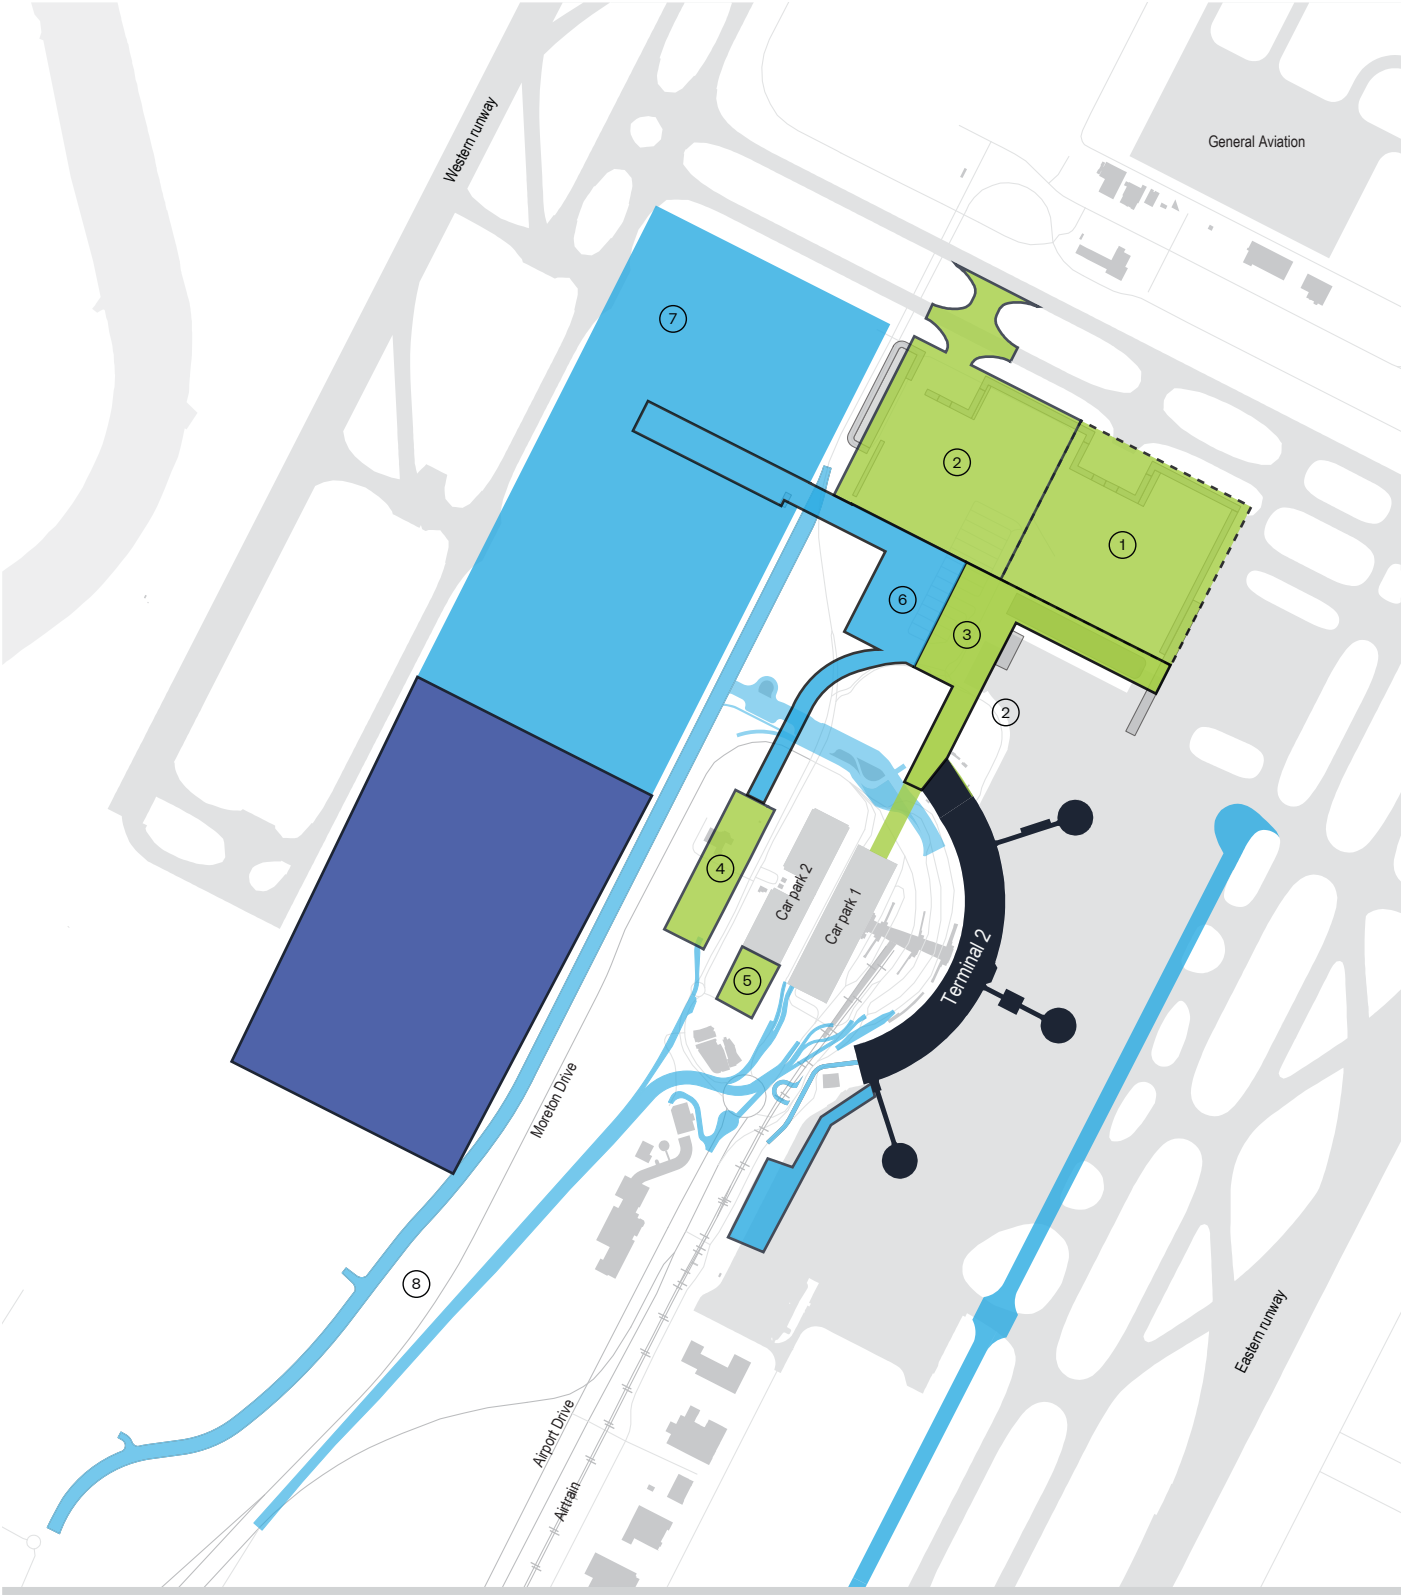 Western runway
General Aviation
7
2
1
6
3
2
4
Car park 2
Car park 1
5
Terminal 2
Moreton Drive
8
Eastern runway
Airport Drive
Airtrain